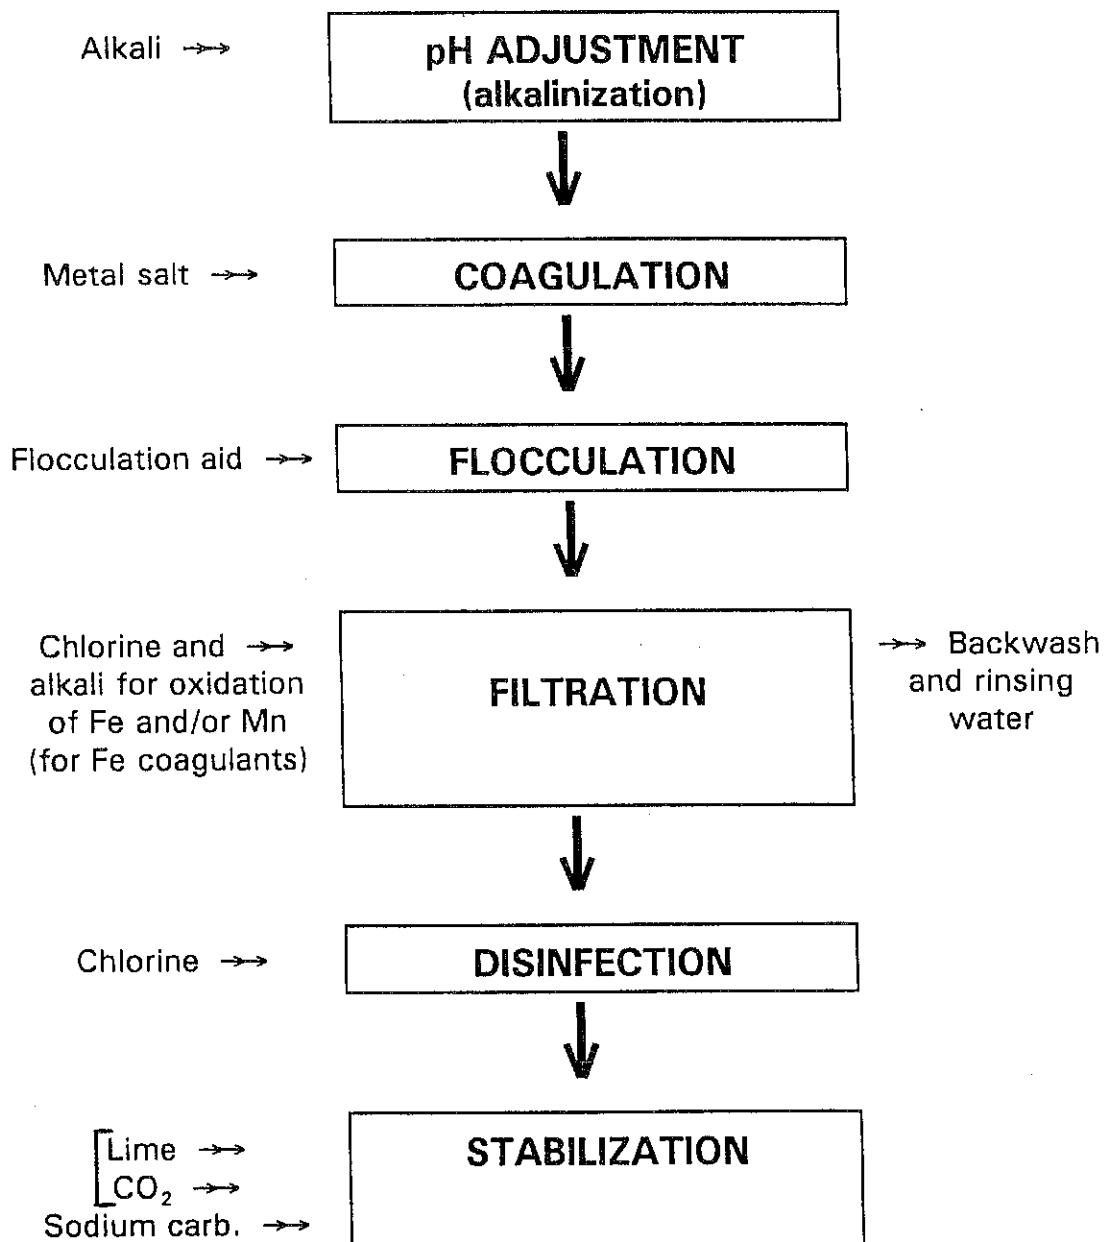 Alkali →→
pH ADJUSTMENT
(alkalinization)
Metal salt →→
COAGULATION
Flocculation aid →→
FLOCCULATION
Chlorine and →→
alkali for oxidation
of Fe and/or Mn
(for Fe coagulants)
FILTRATION
→→ Backwash
and rinsing
water
Chlorine →→
DISINFECTION
Lime →→
CO₂ →→
Sodium carb. →→
STABILIZATION